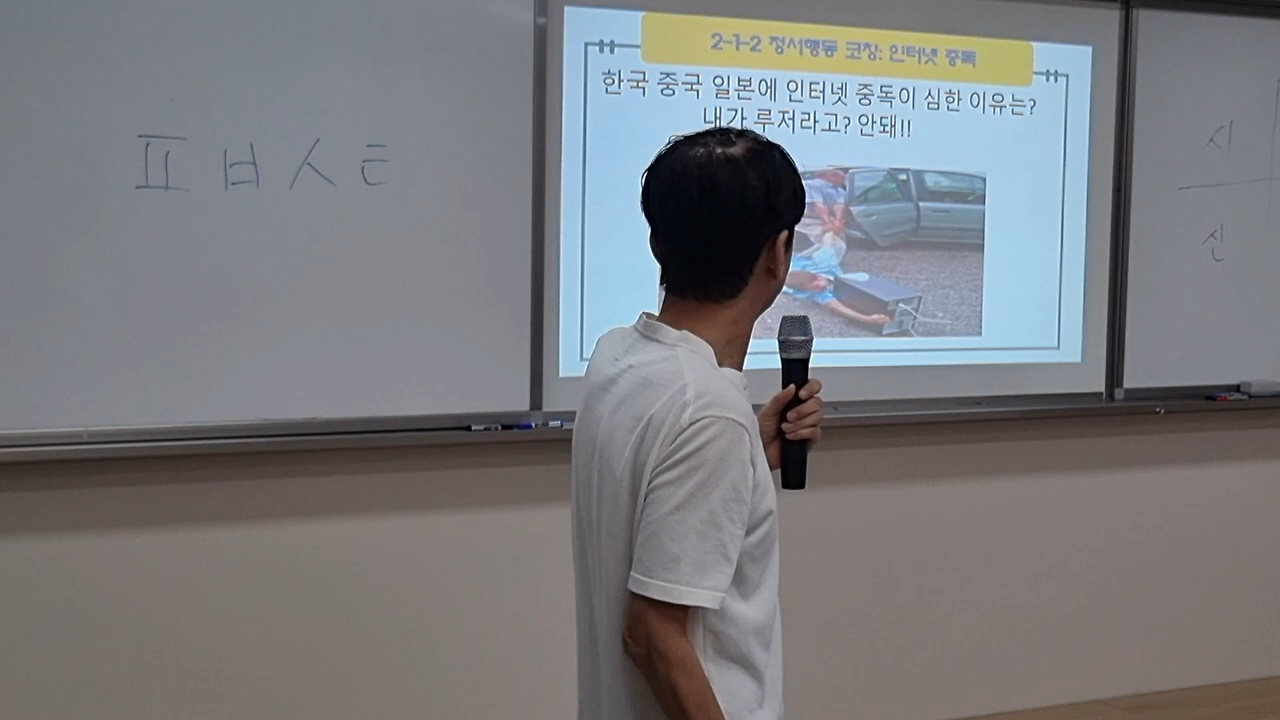 ㅍ ㅂ ㅅ ㅌ
2-1-2 정서행동 코칭: 인터넷 중독
한국 중국 일본에 인터넷 중독이 심한 이유는?
내가 루저라고? 안돼!!
시
신